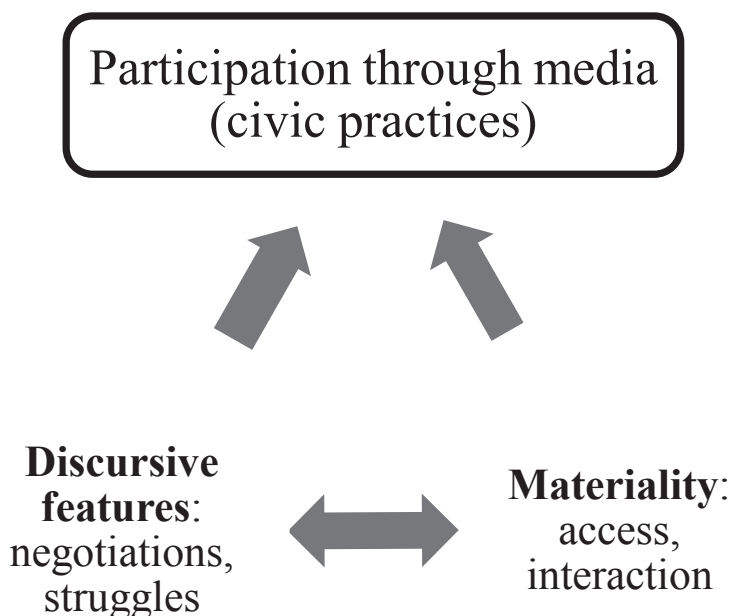 Participation through media
(civic practices)
Discursive
features:
negotiations,
struggles
Materiality:
access,
interaction